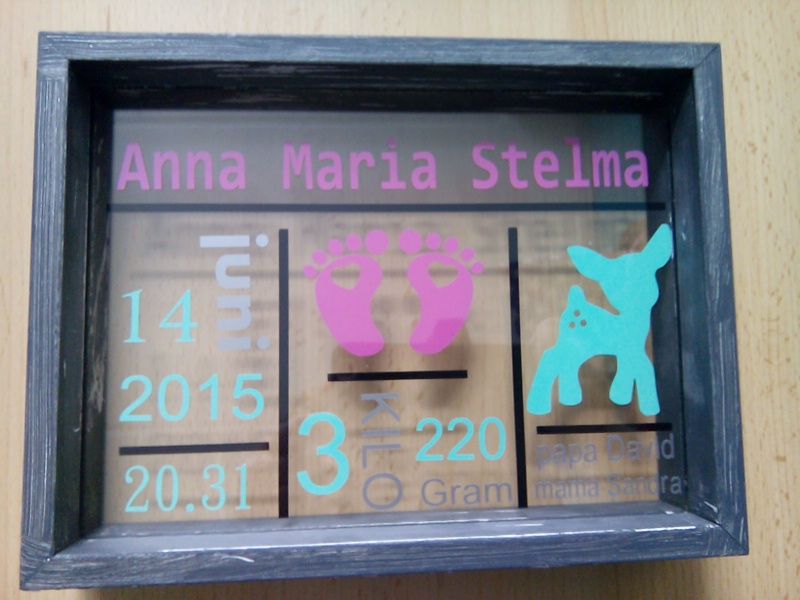 Anna Maria Stelma
14 juni
2015
20.31
3 KILO 220
Gram
papa David
mama Sandra